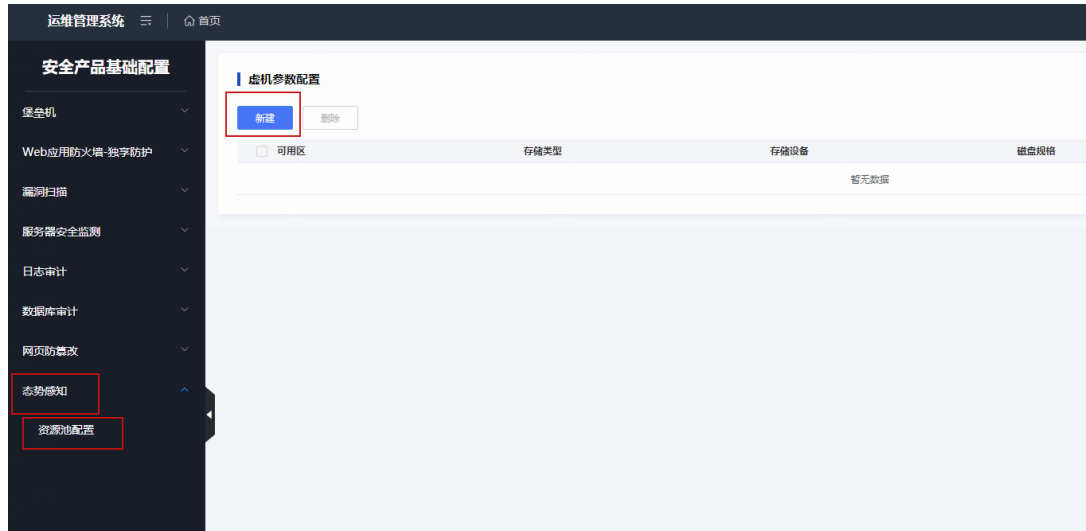 运维管理系统 首页
安全产品基础配置
堡垒机
Web应用防火墙-独享防护
漏洞扫描
服务器安全监测
日志审计
数据库审计
网页防篡改
态势感知
资源池配置
虚机参数配置
新建 删除
可用区 存储类型 存储设备 磁盘规格
暂无数据